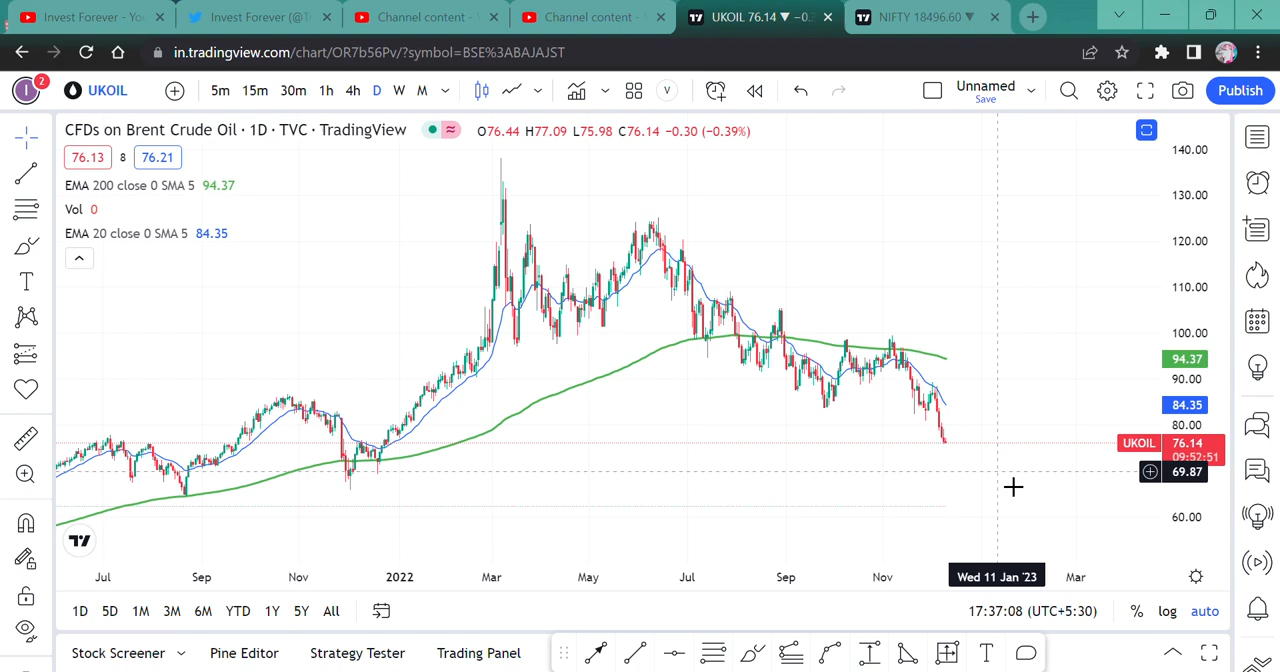 Invest Forever - Yo
Invest Forever (@T
Channel content -
Channel content -
UKOIL 76.14 ▼ −0.
NIFTY 18496.60 ▼
in.tradingview.com/chart/OR7b56Pv/?symbol=BSE%3ABAJAJST
I 2 UKOIL 5m 15m 30m 1h 4h D W M V Unnamed Save Publish
CFDs on Brent Crude Oil · 1D · TVC · TradingView O76.44 H77.09 L75.98 C76.14 −0.30 (−0.39%)
76.13 8 76.21
EMA 200 close 0 SMA 5 94.37
Vol 0
EMA 20 close 0 SMA 5 84.35
140.00
130.00
120.00
110.00
100.00
94.37
90.00
84.35
80.00
UKOIL 76.14
09:52:51
69.87
60.00
Jul Sep Nov 2022 Mar May Jul Sep Nov Wed 11 Jan '23 Mar
1D 5D 1M 3M 6M YTD 1Y 5Y All 17:37:08 (UTC+5:30) % log auto
Stock Screener Pine Editor Strategy Tester Trading Panel